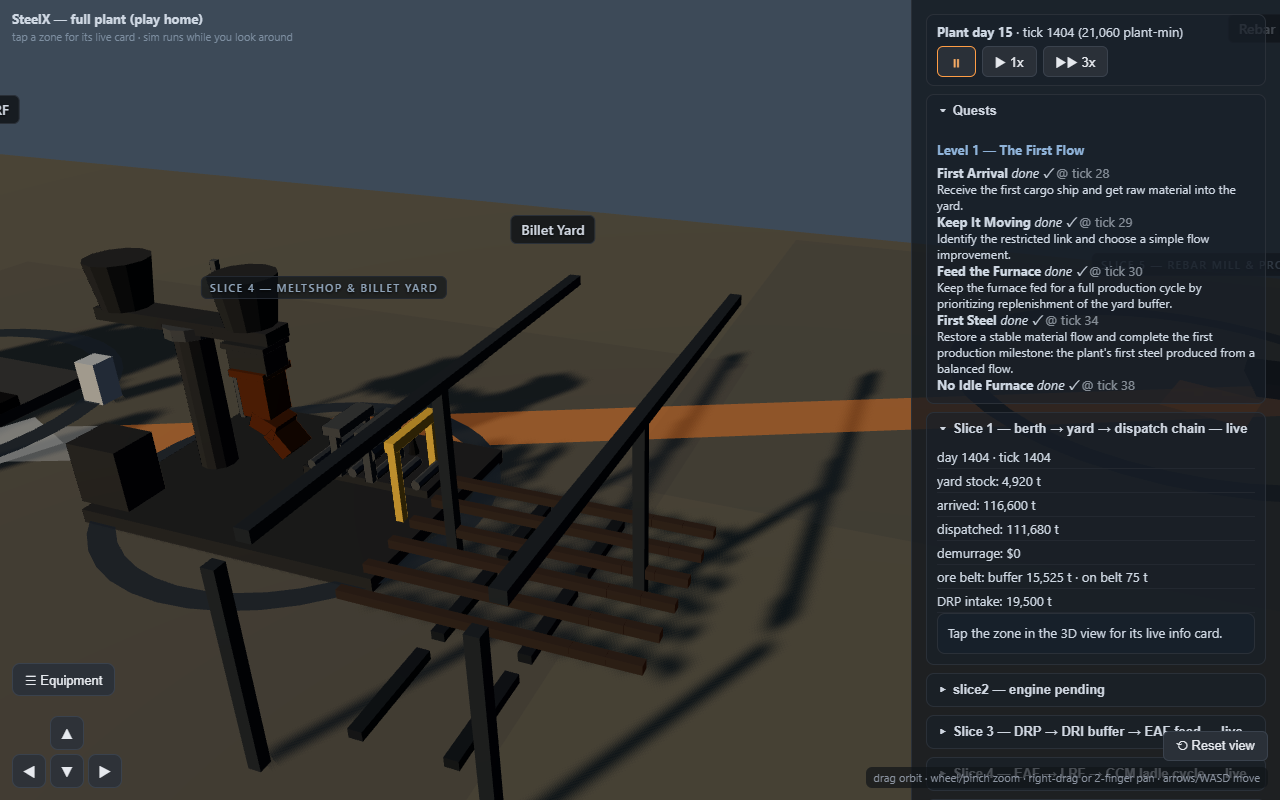 SteelX — full plant (play home)
tap a zone for its live card · sim runs while you look around
RF
Billet Yard
SLICE 4 — MELTSHOP & BILLET YARD
☰ Equipment
▲
◀ ▼ ▶
Plant day 15 · tick 1404 (21,060 plant-min)
Rebar
⏸ ▶ 1x ▶▶ 3x
▾ Quests
Level 1 — The First Flow
First Arrival done ✓ @ tick 28
Receive the first cargo ship and get raw material into the
yard.
Keep It Moving done ✓ @ tick 29
Identify the restricted link and choose a simple flow
improvement.
Feed the Furnace done ✓ @ tick 30
Keep the furnace fed for a full production cycle by
prioritizing replenishment of the yard buffer.
First Steel done ✓ @ tick 34
Restore a stable material flow and complete the first
production milestone: the plant's first steel produced from a
balanced flow.
No Idle Furnace done ✓ @ tick 38
▾ Slice 1 — berth → yard → dispatch chain — live
day 1404 · tick 1404
yard stock: 4,920 t
arrived: 116,600 t
dispatched: 111,680 t
demurrage: $0
ore belt: buffer 15,525 t · on belt 75 t
DRP intake: 19,500 t
Tap the zone in the 3D view for its live info card.
▸ slice2 — engine pending
▸ Slice 3 — DRP → DRI buffer → EAF feed — live
⟲ Reset view
▸ Slice 4 — EAF → LRF → CCM ladle cycle — live
drag orbit · wheel/pinch zoom · right-drag or 2-finger pan · arrows/WASD move